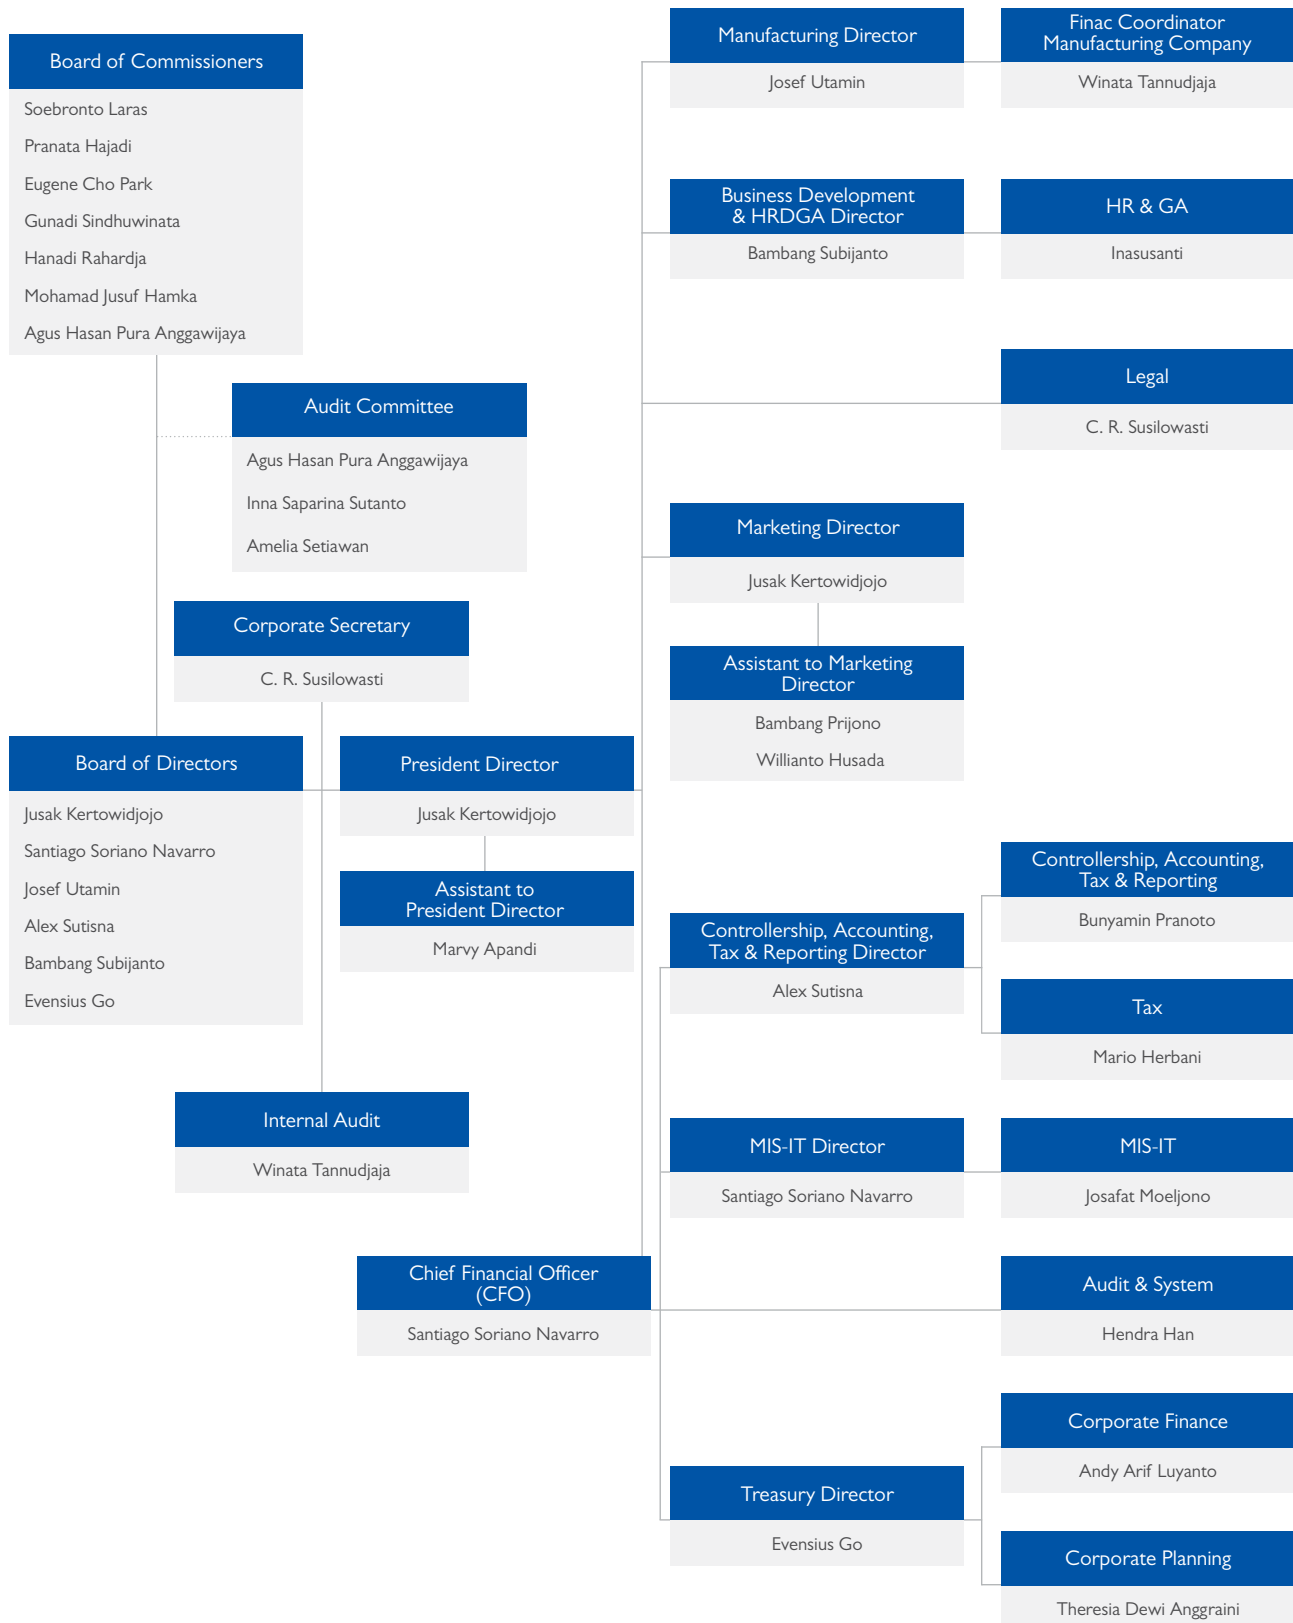 Board of Commissioners
Soebronto Laras
Pranata Hajadi
Eugene Cho Park
Gunadi Sindhuwinata
Hanadi Rahardja
Mohamad Jusuf Hamka
Agus Hasan Pura Anggawijaya
Audit Committee
Agus Hasan Pura Anggawijaya
Inna Saparina Sutanto
Amelia Setiawan
Corporate Secretary
C. R. Susilowasti
Board of Directors
Jusak Kertowidjojo
Santiago Soriano Navarro
Josef Utamin
Alex Sutisna
Bambang Subijanto
Evensius Go
President Director
Jusak Kertowidjojo
Assistant to
President Director
Marvy Apandi
Internal Audit
Winata Tannudjaja
Chief Financial Officer
(CFO)
Santiago Soriano Navarro
Manufacturing Director
Josef Utamin
Finac Coordinator
Manufacturing Company
Winata Tannudjaja
Business Development
& HRDGA Director
Bambang Subijanto
HR & GA
Inasusanti
Legal
C. R. Susilowasti
Marketing Director
Jusak Kertowidjojo
Assistant to Marketing
Director
Bambang Prijono
Willianto Husada
Controllership, Accounting,
Tax & Reporting Director
Alex Sutisna
Controllership, Accounting,
Tax & Reporting
Bunyamin Pranoto
Tax
Mario Herbani
MIS-IT Director
Santiago Soriano Navarro
MIS-IT
Josafat Moeljono
Audit & System
Hendra Han
Treasury Director
Evensius Go
Corporate Finance
Andy Arif Luyanto
Corporate Planning
Theresia Dewi Anggraini